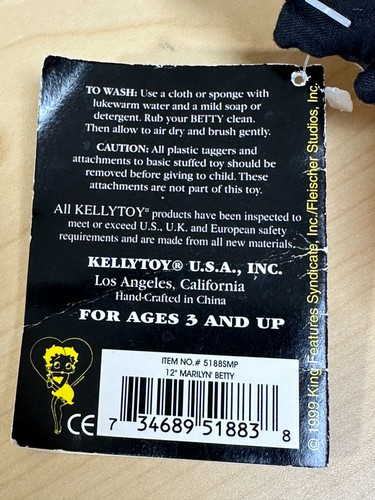 TO WASH: Use a cloth or sponge with
lukewarm water and a mild soap or
detergent. Rub your BETTY clean.
Then allow to air dry and brush gently.
CAUTION: All plastic taggers and
attachments to basic stuffed toy should be
removed before giving to child. These
attachments are not part of this toy.
All KELLYTOY® products have been inspected to
meet or exceed U.S., U.K. and European safety
requirements and are made from all new materials.
KELLYTOY® U.S.A., INC.
Los Angeles, California
Hand-Crafted in China
FOR AGES 3 AND UP
ITEM NO.# 5188SMP
12" MARILYN' BETTY
CE
7 34689 51883 8
© 1999 King Features Syndicate, Inc./Fleischer Studios, Inc.